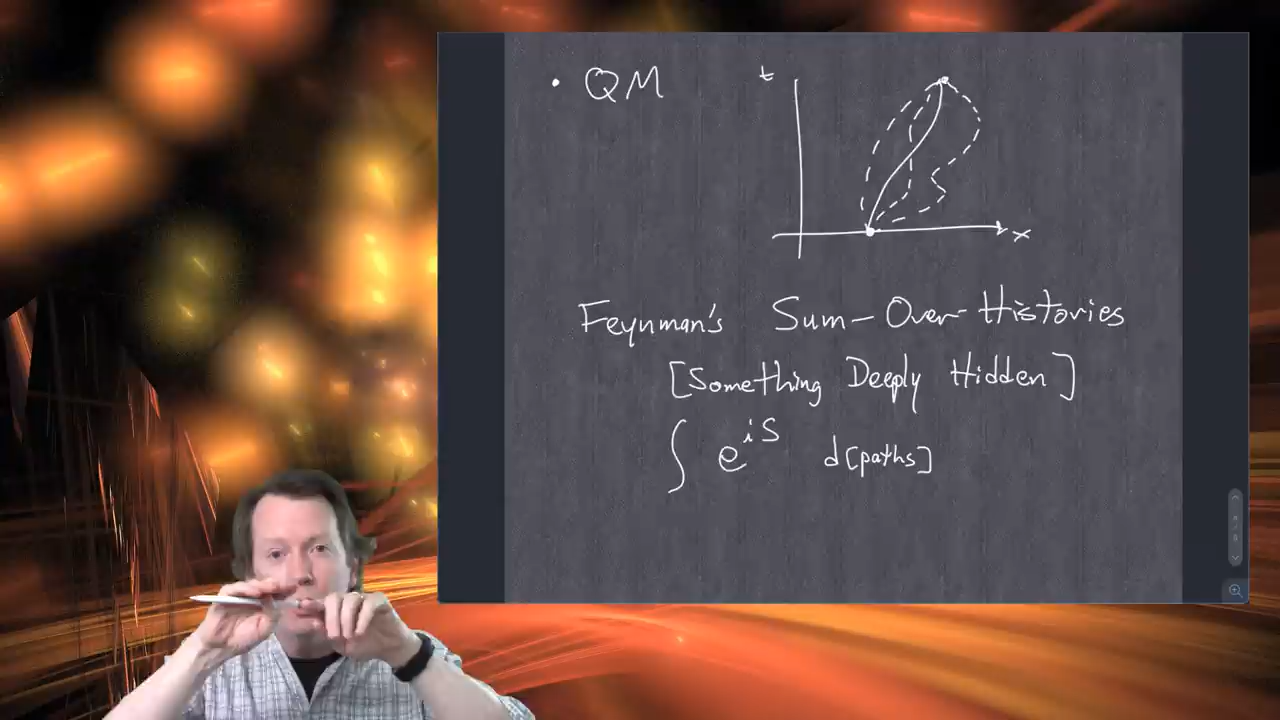 • QM
t
x
Feynman's Sum-Over-Histories
[Something Deeply Hidden]
∫ e^{iS} d[paths]